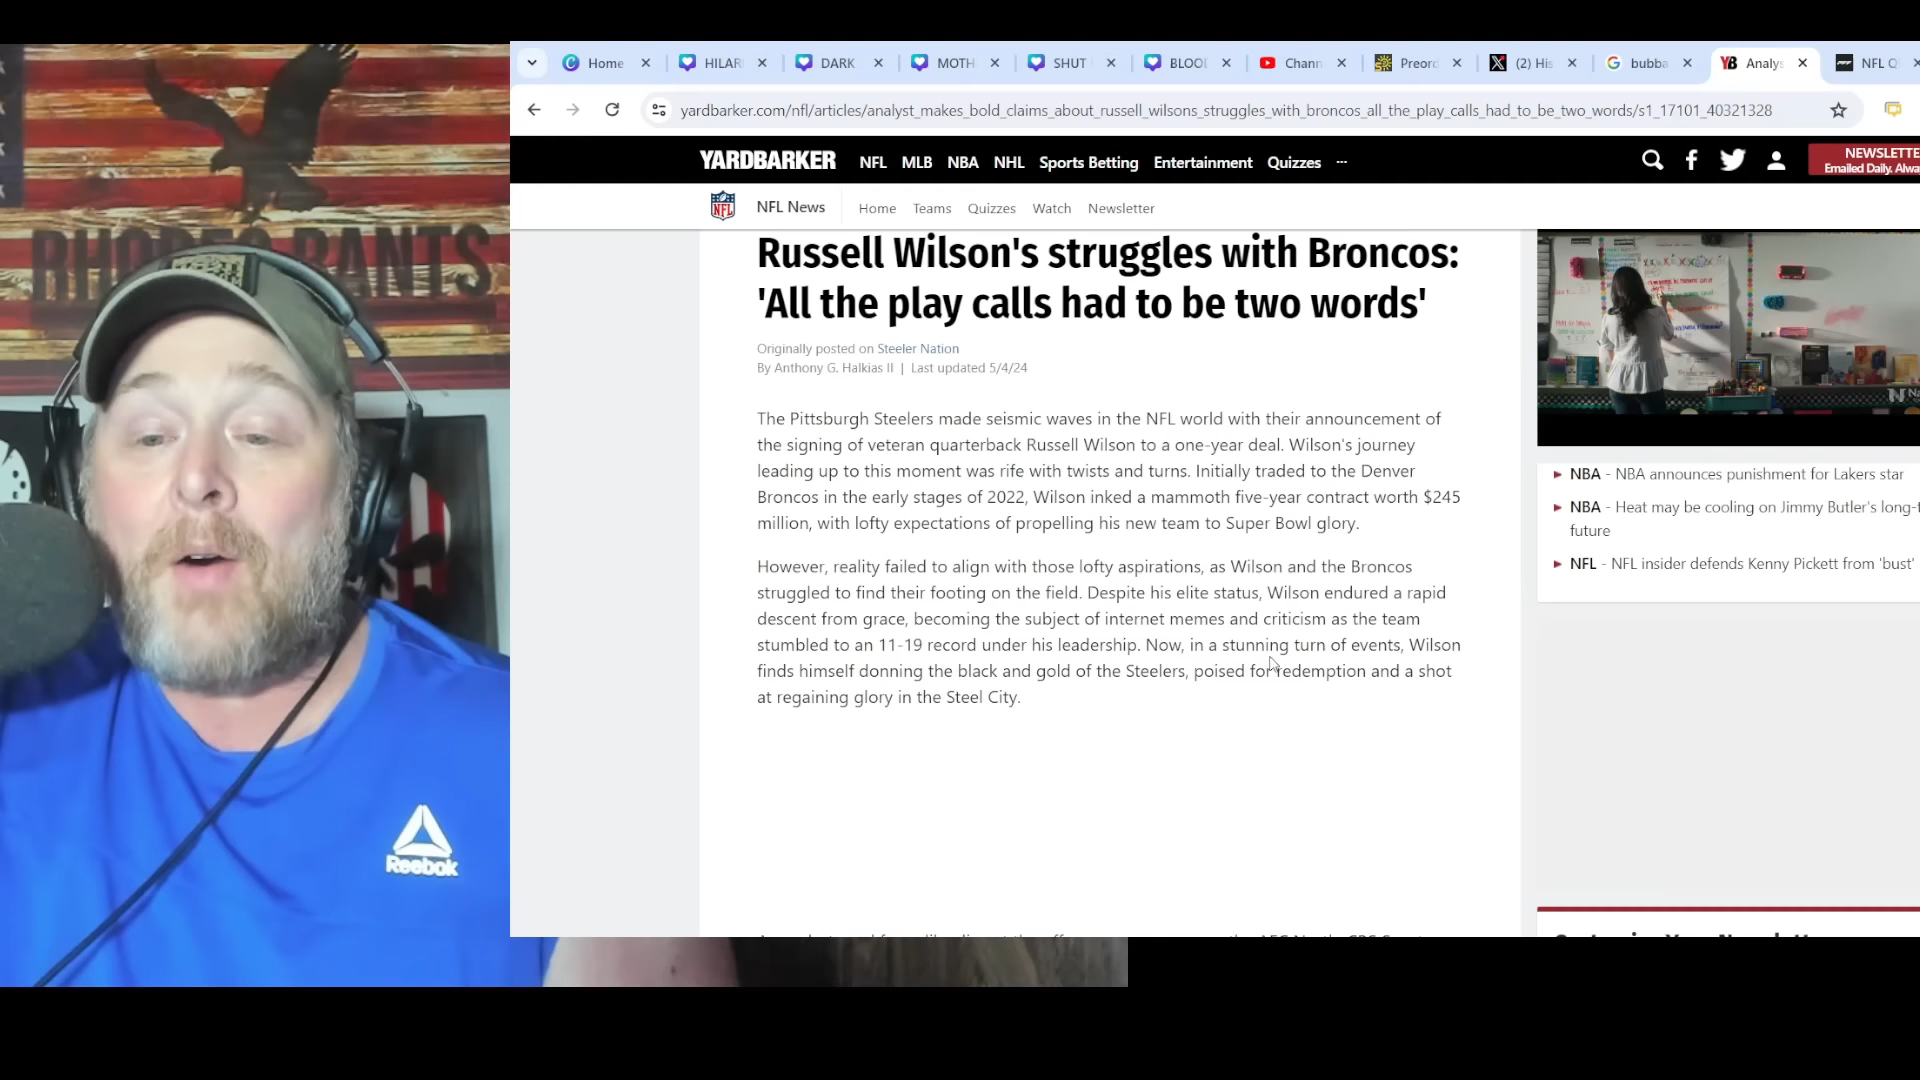 RHODES RANTS
Reebok
Home
HILAR
DARK
MOTH
SHUT
BLOOD
Chann
Preord
(2) His
bubba
Analys
NFL Q
yardbarker.com/nfl/articles/analyst_makes_bold_claims_about_russell_wilsons_struggles_with_broncos_all_the_play_calls_had_to_be_two_words/s1_17101_40321328
YARDBARKER
NFL MLB NBA NHL Sports Betting Entertainment Quizzes ...
NEWSLETTE
Emailed Daily. Alwa
NFL News
Home Teams Quizzes Watch Newsletter
Russell Wilson's struggles with Broncos:
'All the play calls had to be two words'
Originally posted on Steeler Nation
By Anthony G. Halkias II | Last updated 5/4/24
The Pittsburgh Steelers made seismic waves in the NFL world with their announcement of
the signing of veteran quarterback Russell Wilson to a one-year deal. Wilson's journey
leading up to this moment was rife with twists and turns. Initially traded to the Denver
Broncos in the early stages of 2022, Wilson inked a mammoth five-year contract worth $245
million, with lofty expectations of propelling his new team to Super Bowl glory.
However, reality failed to align with those lofty aspirations, as Wilson and the Broncos
struggled to find their footing on the field. Despite his elite status, Wilson endured a rapid
descent from grace, becoming the subject of internet memes and criticism as the team
stumbled to an 11-19 record under his leadership. Now, in a stunning turn of events, Wilson
finds himself donning the black and gold of the Steelers, poised for redemption and a shot
at regaining glory in the Steel City.
NBA - NBA announces punishment for Lakers star
NBA - Heat may be cooling on Jimmy Butler's long-t
future
NFL - NFL insider defends Kenny Pickett from 'bust'